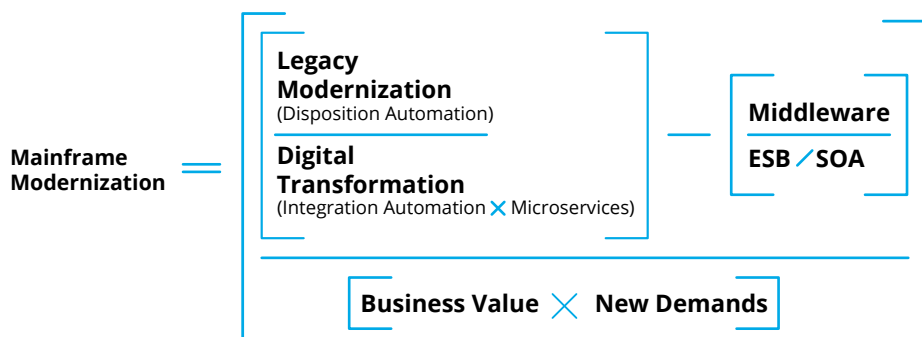 Legacy
Modernization
(Disposition Automation)
Digital
Transformation
(Integration Automation × Microservices)
Middleware
ESB / SOA
Mainframe
Modernization
Business Value × New Demands